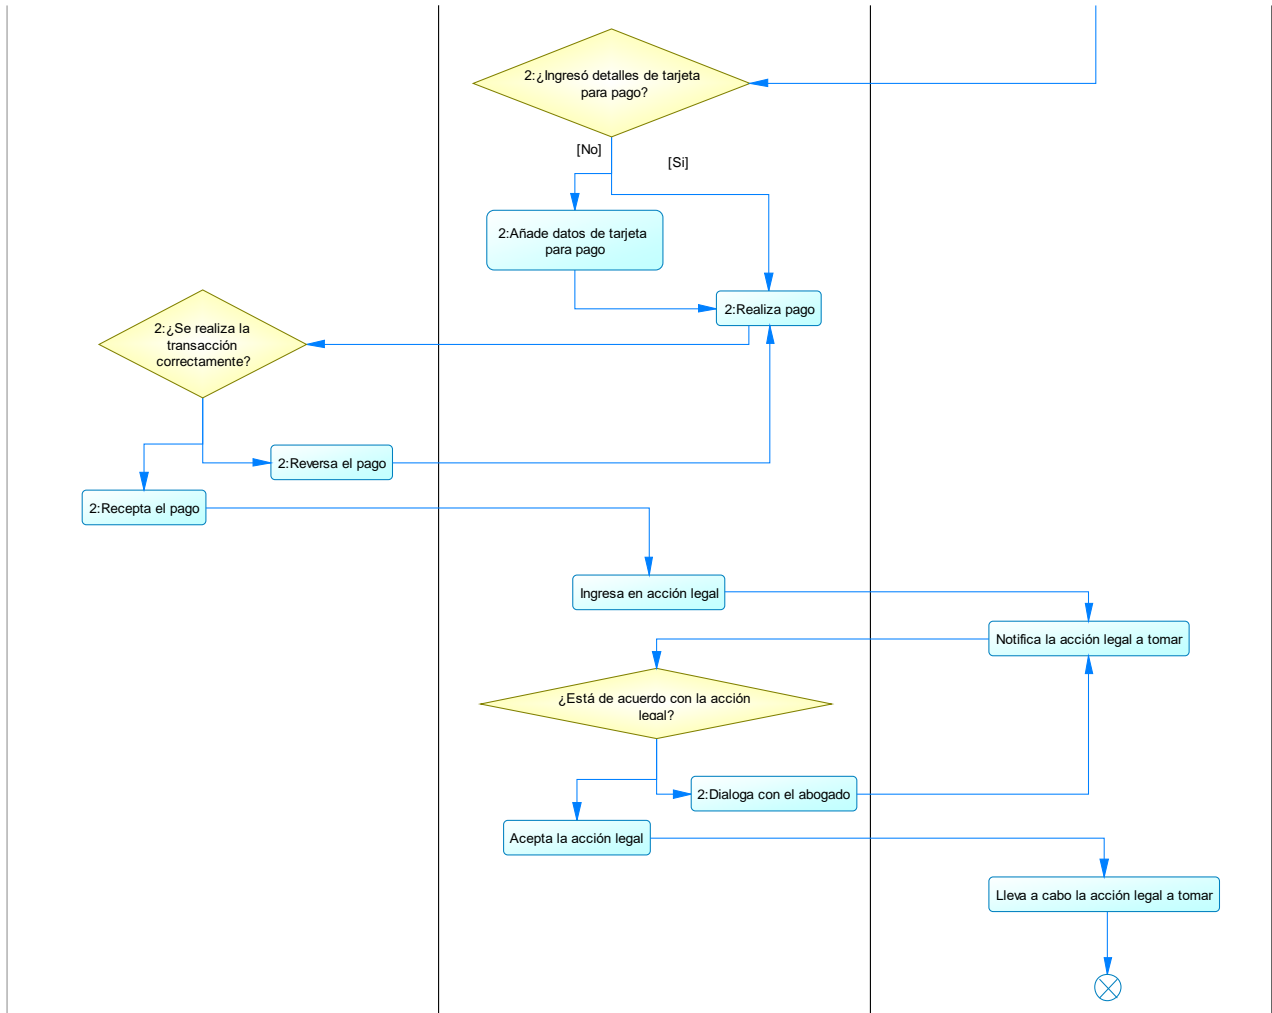 2:¿Ingresó detalles de tarjeta
para pago?
[No]
[Si]
2:Añade datos de tarjeta
para pago
2:Realiza pago
2:¿Se realiza la
transacción
correctamente?
2:Reversa el pago
2:Recepta el pago
Ingresa en acción legal
Notifica la acción legal a tomar
¿Está de acuerdo con la acción
legal?
2:Dialoga con el abogado
Acepta la acción legal
Lleva a cabo la acción legal a tomar